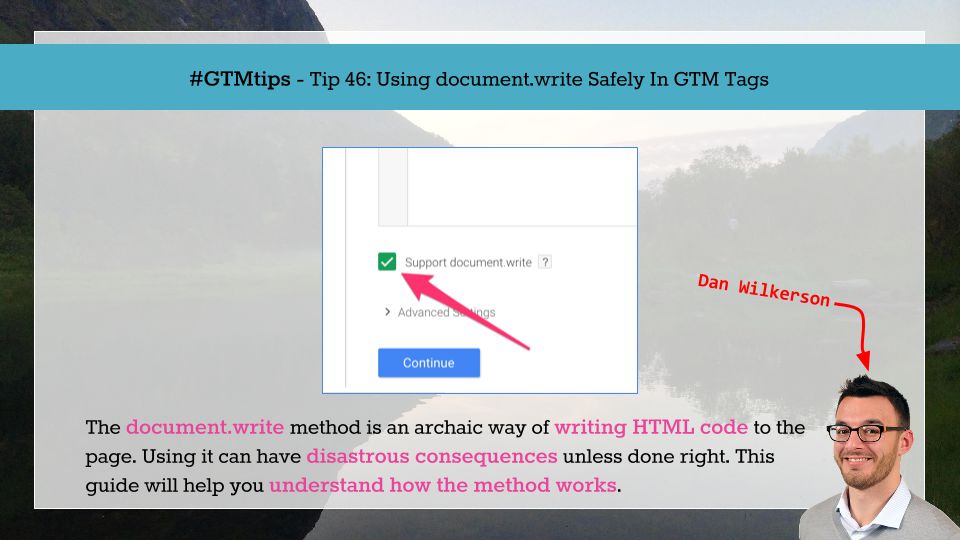 #GTMtips - Tip 46: Using document.write Safely In GTM Tags
Support document.write ?
Advanced Settings
Continue
Dan Wilkerson
The document.write method is an archaic way of writing HTML code to the
page. Using it can have disastrous consequences unless done right. This
guide will help you understand how the method works.